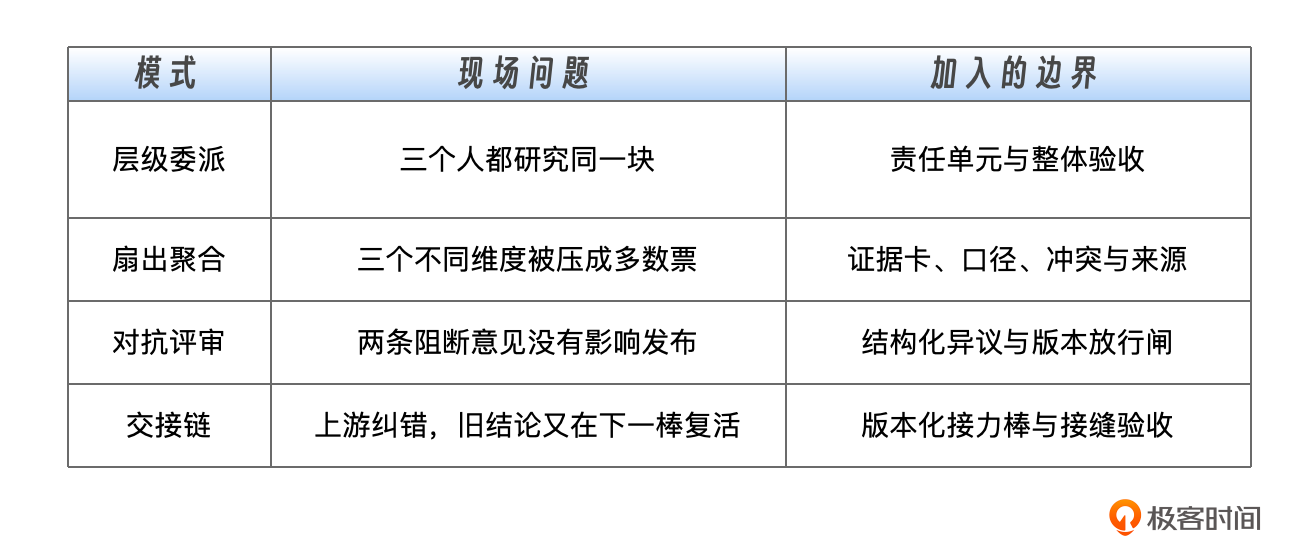 模式 现场问题 加入的边界
层级委派 三个人都研究同一块 责任单元与整体验收
扇出聚合 三个不同维度被压成多数票 证据卡、口径、冲突与来源
对抗评审 两条阻断意见没有影响发布 结构化异议与版本放行闸
交接链 上游纠错，旧结论又在下一棒复活 版本化接力棒与接缝验收
极客时间